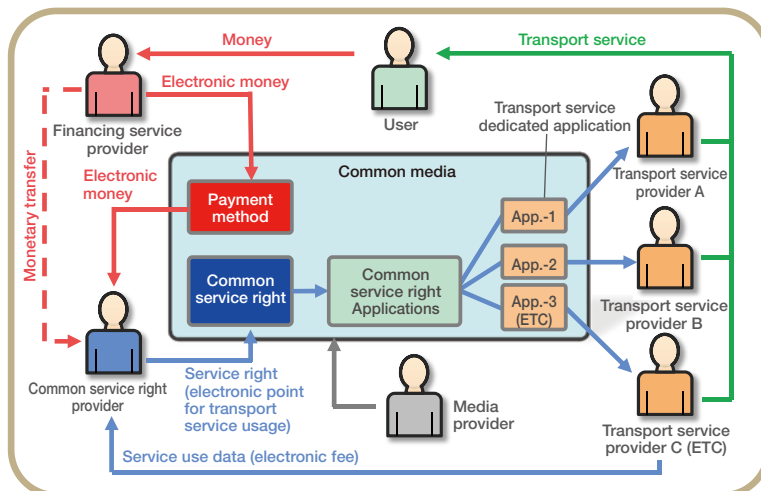 Money
Transport service
Electronic money
User
Transport service
dedicated application
Financing service
provider
Monetary transfer
Electronic
money
Common media
Payment
method
App.-1
Transport service
provider A
Common
service right
Common
service right
Applications
App.-2
App.-3
(ETC)
Transport service
provider B
Common service right
provider
Service right
(electronic point
for transport
service usage)
Media
provider
Transport service
provider C (ETC)
Service use data (electronic fee)